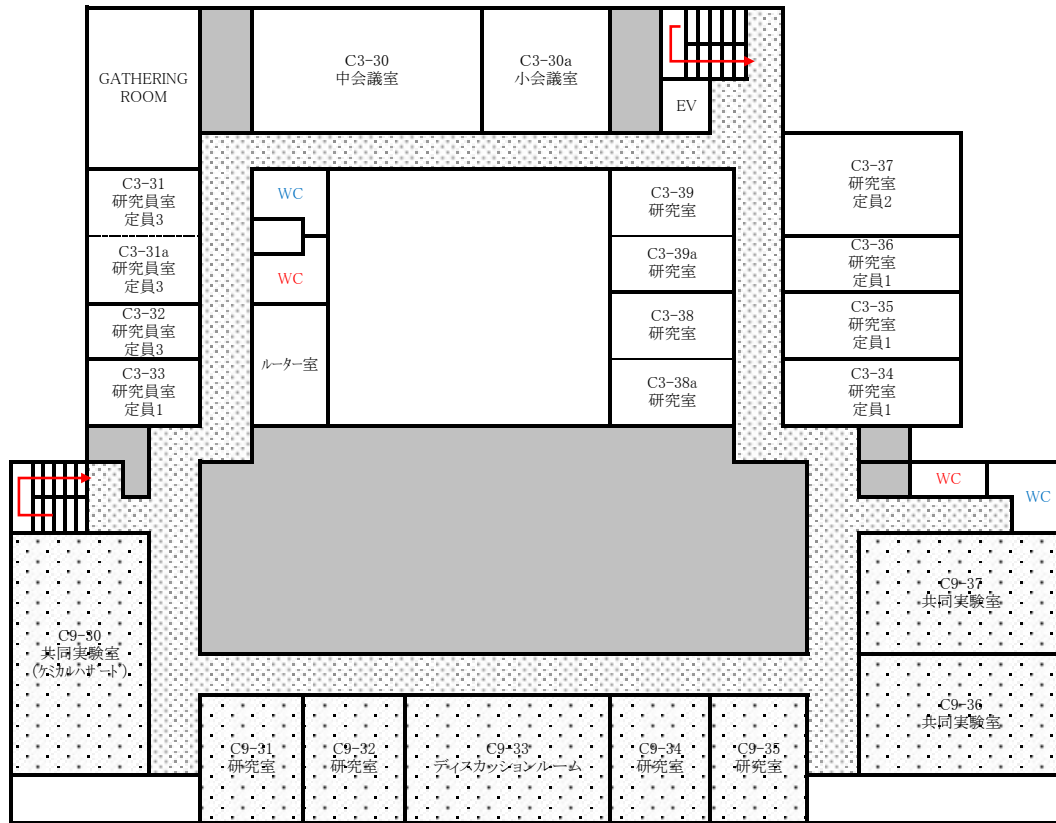 GATHERING
ROOM
C3-30
中会議室
C3-30a
小会議室
EV
C3-31
研究員室
定員3
C3-31a
研究員室
定員3
C3-32
研究員室
定員3
C3-33
研究員室
定員1
WC
WC
ルーター室
C3-39
研究室
C3-39a
研究室
C3-38
研究室
C3-38a
研究室
C3-37
研究室
定員2
C3-36
研究室
定員1
C3-35
研究室
定員1
C3-34
研究室
定員1
WC
WC
C9-30
共同実験室
(ケミカルハザード)
C9-37
共同実験室
C9-36
共同実験室
C9-31
研究室
C9-32
研究室
C9-33
ディスカッションルーム
C9-34
研究室
C9-35
研究室